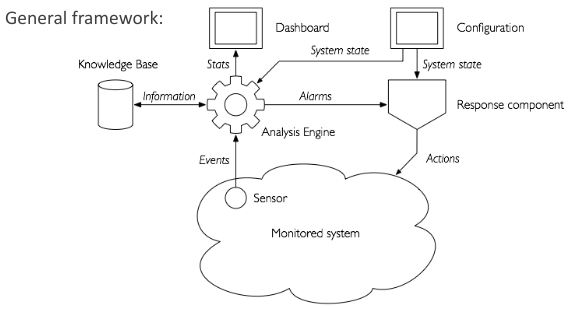 General framework:
Dashboard
Configuration
System state
Knowledge Base
Stats
System state
Information
Alarms
Response component
Analysis Engine
Events
Actions
Sensor
Monitored system